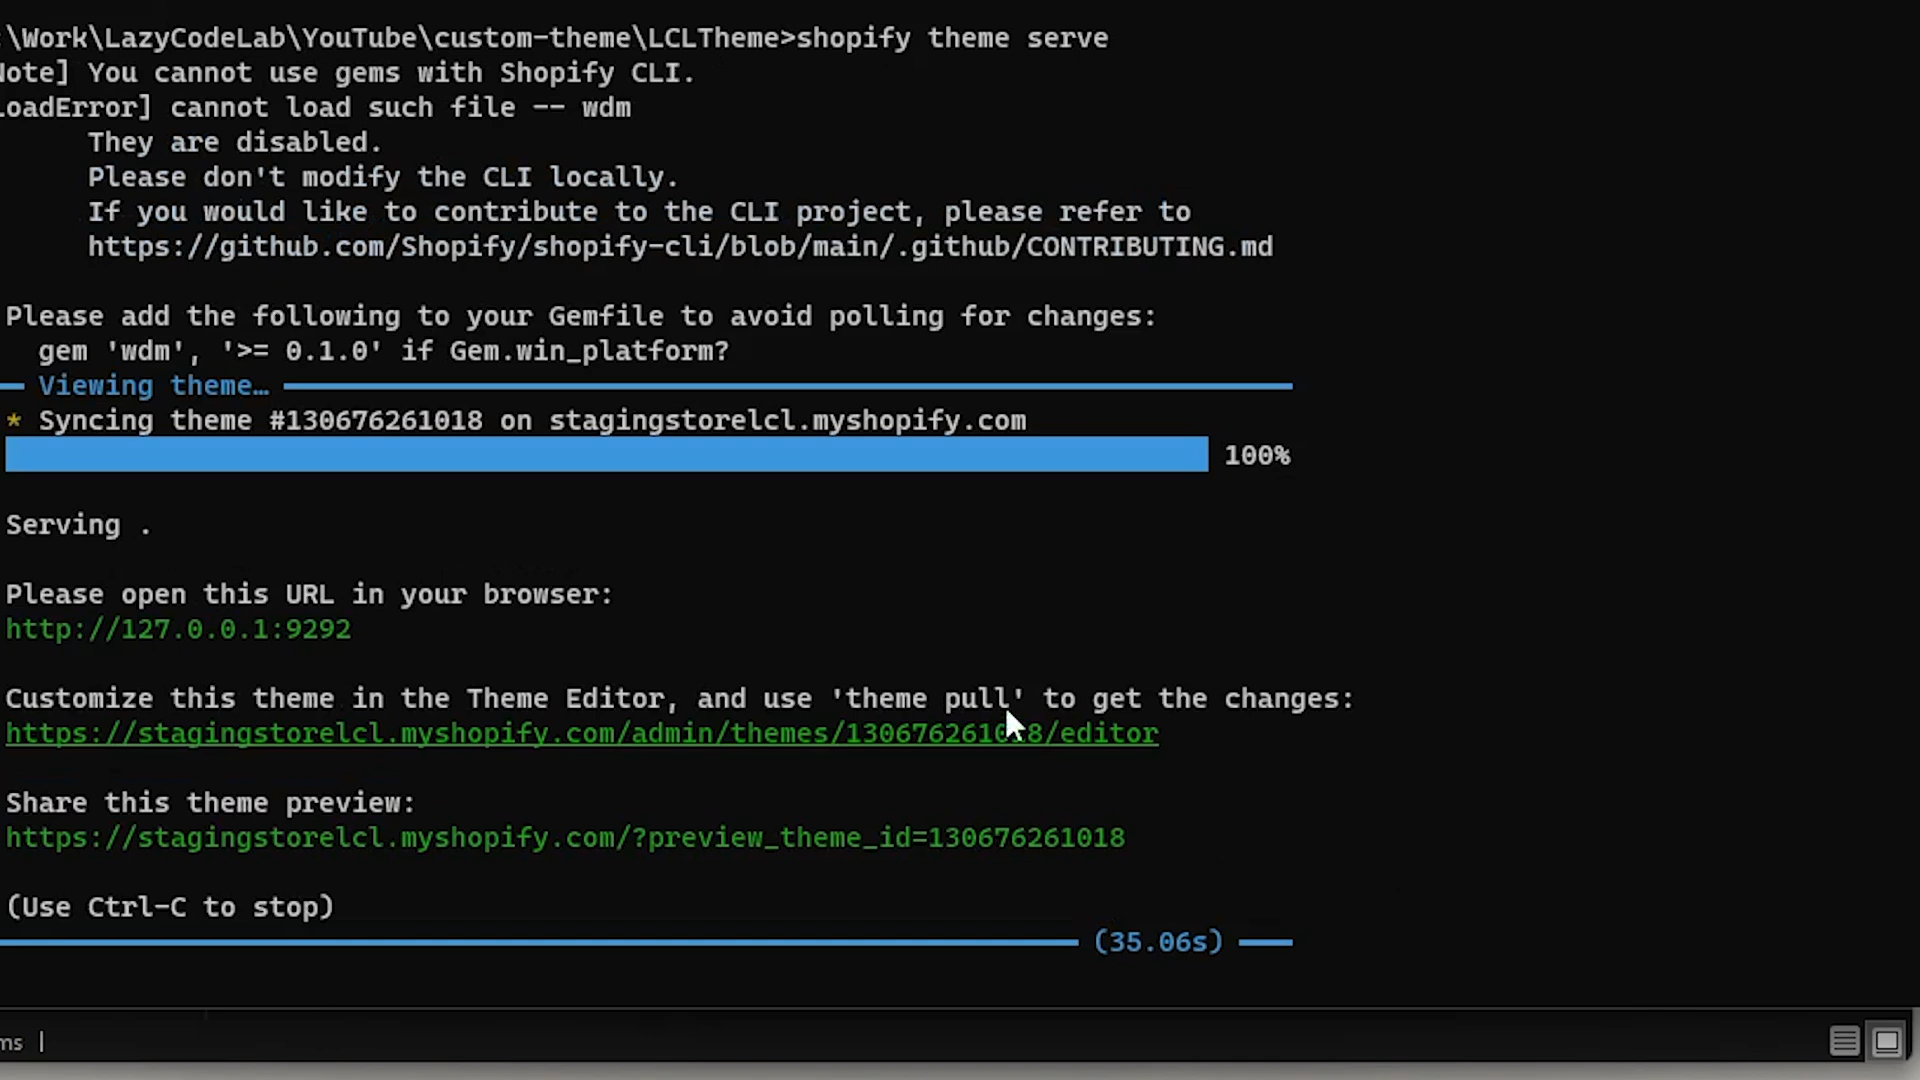 :\Work\LazyCodeLab\YouTube\custom-theme\LCLTheme>shopify theme serve
Note] You cannot use gems with Shopify CLI.
LoadError] cannot load such file -- wdm
They are disabled.
Please don't modify the CLI locally.
If you would like to contribute to the CLI project, please refer to
https://github.com/Shopify/shopify-cli/blob/main/.github/CONTRIBUTING.md
Please add the following to your Gemfile to avoid polling for changes:
gem 'wdm', '>= 0.1.0' if Gem.win_platform?
Viewing theme…
* Syncing theme #130676261018 on stagingstorelcl.myshopify.com
100%
Serving .
Please open this URL in your browser:
http://127.0.0.1:9292
Customize this theme in the Theme Editor, and use 'theme pull' to get the changes:
https://stagingstorelcl.myshopify.com/admin/themes/130676261018/editor
Share this theme preview:
https://stagingstorelcl.myshopify.com/?preview_theme_id=130676261018
(Use Ctrl-C to stop)
(35.06s)
ms |